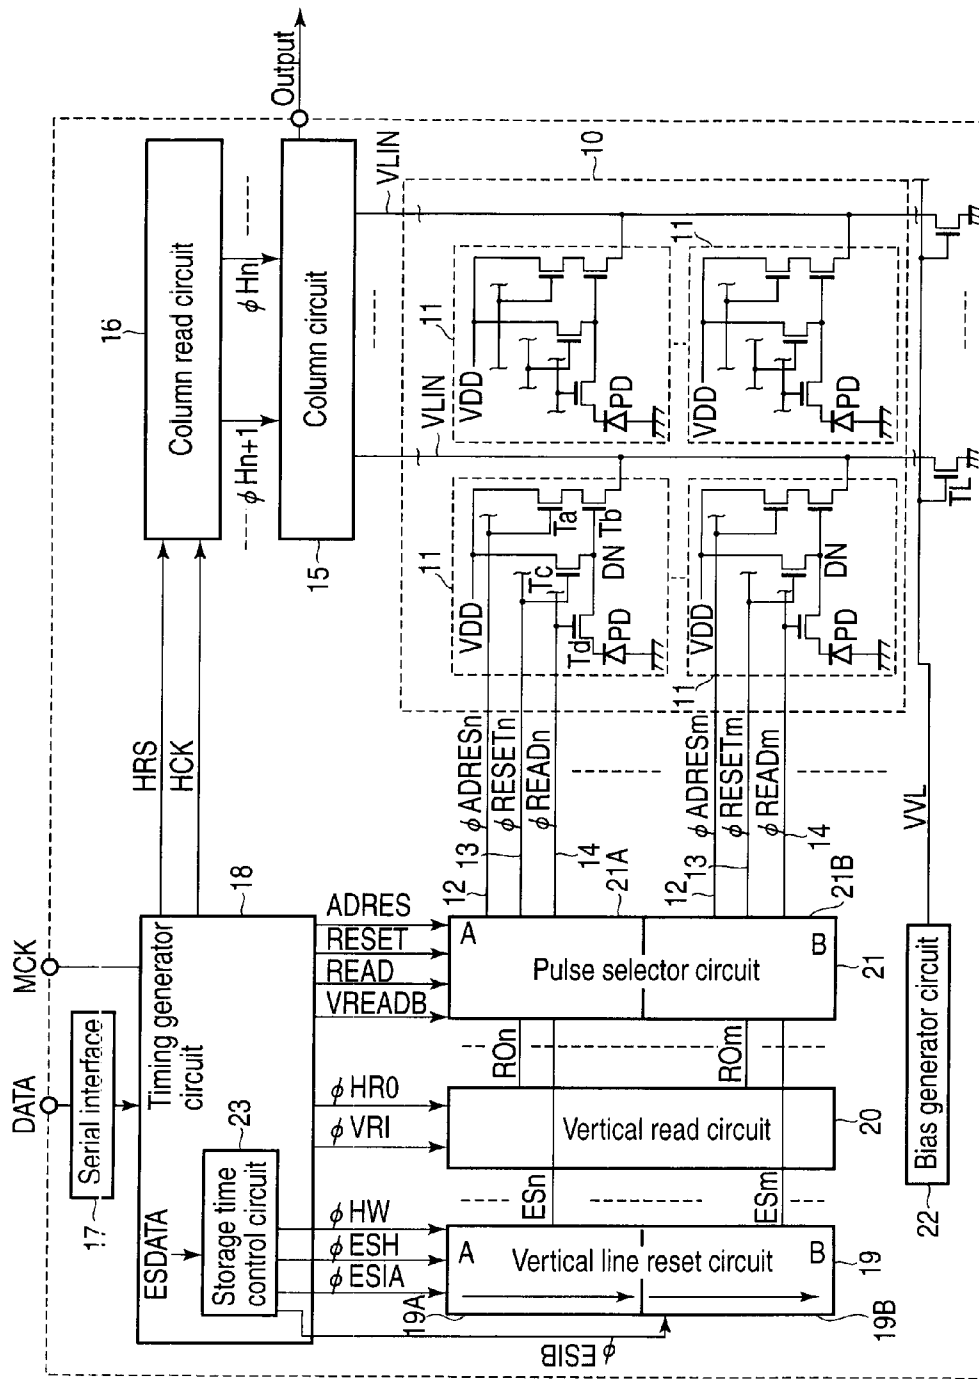 DATA
MCK
Serial interface
17
Timing generator
circuit
18
ESDATA
23
Storage time
control circuit
HRS
HCK
16
Column read circuit
φHn+1
φHn
15
Column circuit
Output
φHW
φESH
φESIA
φESIB
φHR0
φVRI
ADRES
RESET
READ
VREADB
19A
A
Vertical line reset circuit
B
19
19B
ESn
ESm
Vertical read circuit
20
ROn
ROm
A
Pulse selector circuit
B
21
21A
21B
12
13
14
φADRESn
φRESETn
φREADn
12
13
14
φADRESm
φRESETm
φREADm
VLIN
VLIN
10
11
VDD
Ta
Tb
Tc
Td
DN
PD
11
VDD
PD
11
VDD
DN
PD
11
VDD
PD
VVL
TL
Bias generator circuit
22